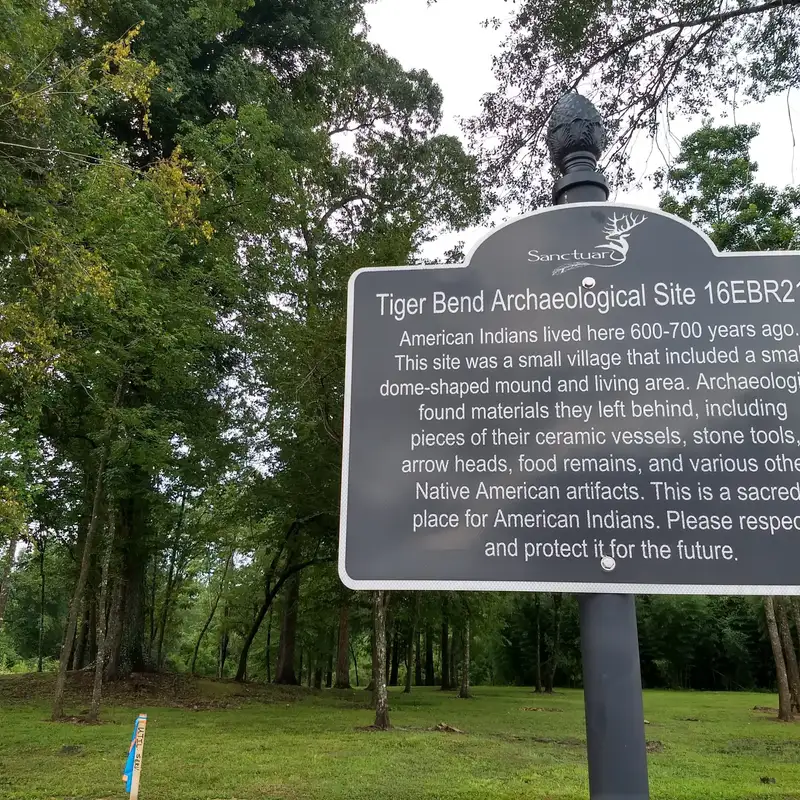 Sanctuary
Tiger Bend Archaeological Site 16EBR21
American Indians lived here 600-700 years ago.
This site was a small village that included a smal
dome-shaped mound and living area. Archaeologi
found materials they left behind, including
pieces of their ceramic vessels, stone tools,
arrow heads, food remains, and various othe
Native American artifacts. This is a sacred
place for American Indians. Please respec
and protect it for the future.